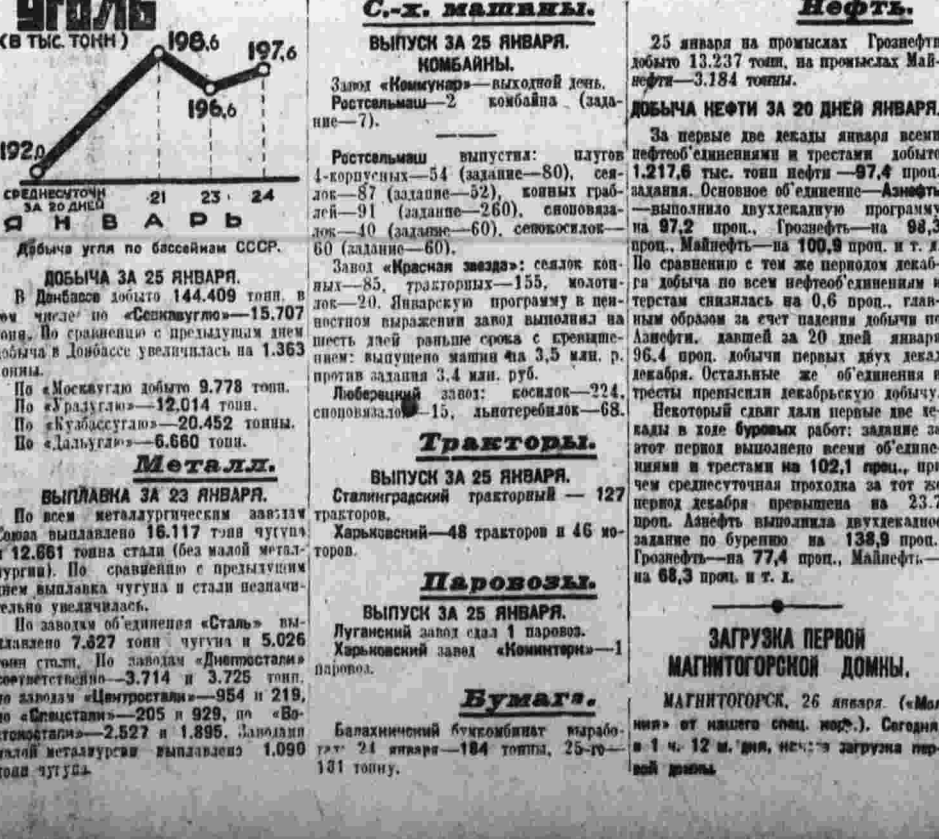 УГОЛЬ
(В ТЫС. ТОНН)
198,6
197,6
196,6
192,0
СРЕДНЕСУТОЧН
ЗА 20 ДНЕЙ
21 23 24
ЯНВАРЬ
Добыча угля по бассейнам СССР.
ДОБЫЧА ЗА 25 ЯНВАРЯ.
В Донбассе добыто 144.409 тонн, в
том числе по «Севкавуглю»—15.707
тонн. По сравнению с предыдущим днем
добыча в Донбассе увеличилась на 1.363
тонны.
По «Москвуглю добыто 9.778 тонн.
По «Уралуглю»—12.014 тонн.
По «Кузбассуглю»—20.452 тонны.
По «Дальуглю»—6.660 тонн.
Металл.
ВЫПЛАВКА ЗА 23 ЯНВАРЯ.
По всем металлургическим заводам
Союза выплавлено 16.117 тонн чугуна
и 12.661 тонна стали (без малой метал-
лургии). По сравнению с предыдущим
днем выплавка чугуна и стали незначи-
тельно увеличилась.
По заводам об'единения «Сталь» вы-
плавлено 7.627 тонн чугуна и 5.026
тонн стали. По заводам «Днепростали»
соответственно—3.714 и 3.725 тонн,
по заводам «Центростали»—954 и 219,
по «Спецстали»—205 и 929, по «Во-
стокостали»—2.527 и 1.895. Заводами
малой металлургии выплавлено 1.090
тонн чугуна.
С.-х. машины.
ВЫПУСК ЗА 25 ЯНВАРЯ.
КОМБАЙНЫ.
Завод «Коммунар»—выходной день.
Ростсельмаш—2 комбайна (зада-
ние—7).
Ростсельмаш выпустил: плугов
4-корпусных—54 (задание—80), сея-
лок—87 (задание—52), конных граб-
лей—91 (задание—260), сноповяза-
лок—40 (задание—60), сенокосилок—
60 (задание—60).
Завод «Красная звезда»: сеялок кон-
ных—85, тракторных—155, молоти-
лок—20. Январскую программу в цен-
ностном выражении завод выполнил на
шесть дней раньше срока с превыше-
нием: выпущено машин на 3,5 млн. р.
против задания 3,4 млн. руб.
Люберецкий завод: косилок—224,
сноповязалок—15, льнотеребилок—68.
Тракторы.
ВЫПУСК ЗА 25 ЯНВАРЯ.
Сталинградский тракторный — 127
тракторов.
Харьковский—48 тракторов и 46 мо-
торов.
Паровозы.
ВЫПУСК ЗА 25 ЯНВАРЯ.
Луганский завод сдал 1 паровоз.
Харьковский завод «Коминтерн»—1
паровоз.
Бумага.
Балахнинский бумкомбинат вырабо-
тал 24 января—184 тонны, 25-го—
131 тонну.
Нефть.
25 января на промыслах Грознефти
добыто 13.237 тонн, на промыслах Май-
нефти—3.184 тонны.
ДОБЫЧА НЕФТИ ЗА 20 ДНЕЙ ЯНВАРЯ.
За первые две декады января всеми
нефтеоб'единениями и трестами добыто
1.217,6 тыс. тонн нефти—97,4 проц.
задания. Основное об'единение—Азнефть
—выполнило двухдекадную программу
на 97,2 проц., Грознефть—на 98,3
проц., Майнефть—на 100,9 проц. и т. д.
По сравнению с тем же периодом декаб-
ря добыча по всем нефтеоб'единениям и
трестам снизилась на 0,6 проц., глав-
ным образом за счет падения добычи по
Азнефти, давшей за 20 дней января
96,4 проц. добычи первых двух декад
декабря. Остальные же об'единения и
тресты превысили декабрьскую добычу.
Некоторый сдвиг дали первые две де-
кады в ходе буровых работ: задание за
этот период выполнено всеми об'едине-
ниями и трестами на 102,1 проц., при
чем среднесуточная проходка за тот же
период декабря превышена на 23,7
проц. Азнефть выполнила двухдекадное
задание по бурению на 138,9 проц.
Грознефть—на 77,4 проц., Майнефть—
на 68,3 проц. и т. д.
ЗАГРУЗКА ПЕРВОЙ
МАГНИТОГОРСКОЙ ДОМНЫ.
МАГНИТОГОРСК, 26 января. («Мол
ния» от нашего спец. кор.). Сегодня
в 1 ч. 12 м. дня, загрузка пер
вой домны.